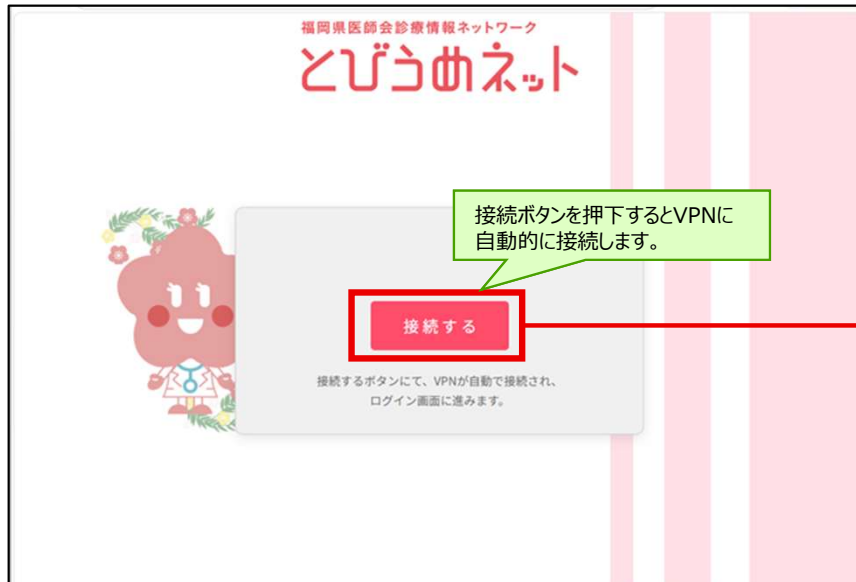 福岡県医師会診療情報ネットワーク
とびうめネット
接続ボタンを押下するとVPNに
自動的に接続します。
接続する
接続するボタンにて、VPNが自動で接続され、
ログイン画面に進みます。